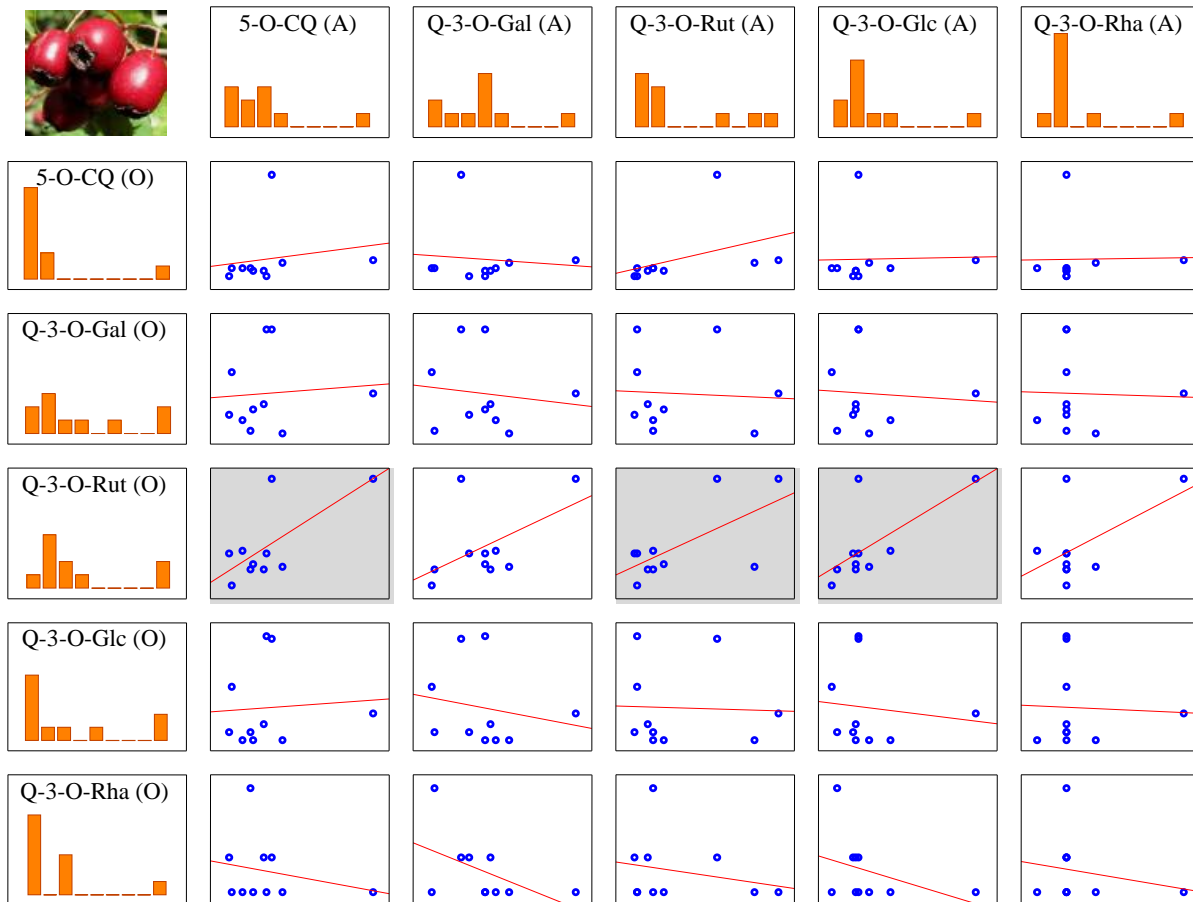 5-O-CQ (A)
Q-3-O-Gal (A)
Q-3-O-Rut (A)
Q-3-O-Glc (A)
Q-3-O-Rha (A)
5-O-CQ (O)
Q-3-O-Gal (O)
Q-3-O-Rut (O)
Q-3-O-Glc (O)
Q-3-O-Rha (O)